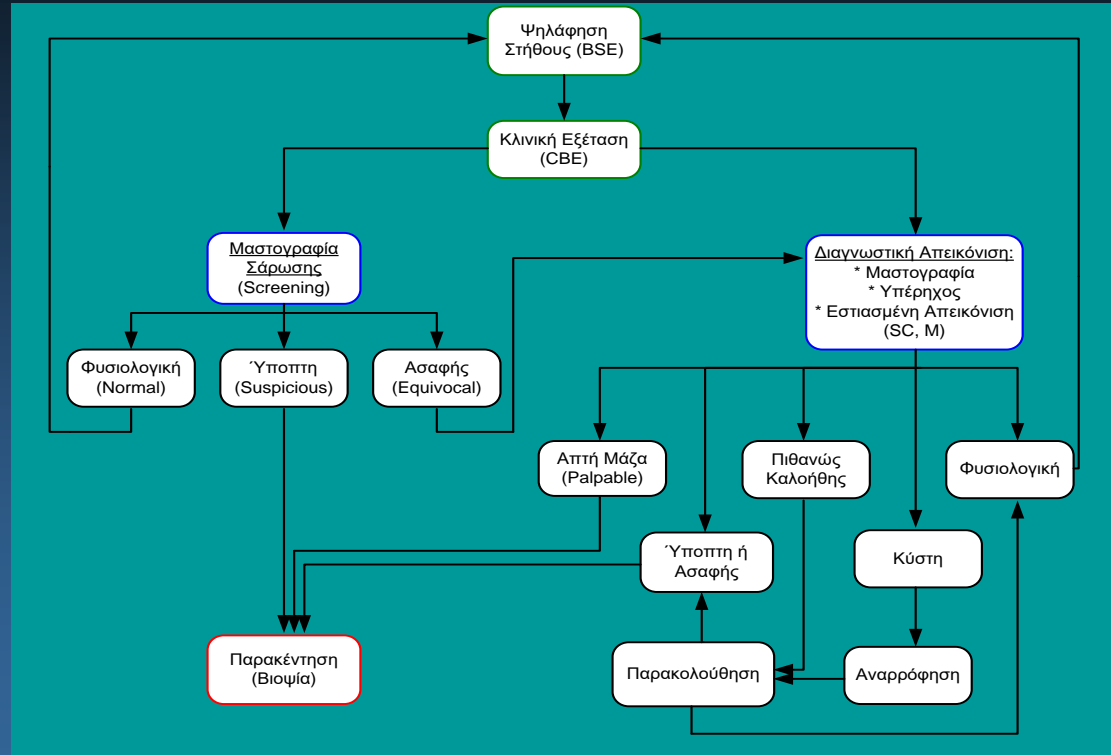 Ψηλάφηση
Στήθους (BSE)
Κλινική Εξέταση
(CBE)
Μαστογραφία
Σάρωσης
(Screening)
Διαγνωστική Απεικόνιση:
* Μαστογραφία
* Υπέρηχος
* Εστιασμένη Απεικόνιση
(SC, M)
Φυσιολογική
(Normal)
Ύποπτη
(Suspicious)
Ασαφής
(Equivocal)
Απτή Μάζα
(Palpable)
Πιθανώς
Καλοήθης
Φυσιολογική
Ύποπτη ή
Ασαφής
Κύστη
Παρακέντηση
(Βιοψία)
Παρακολούθηση
Αναρρόφηση